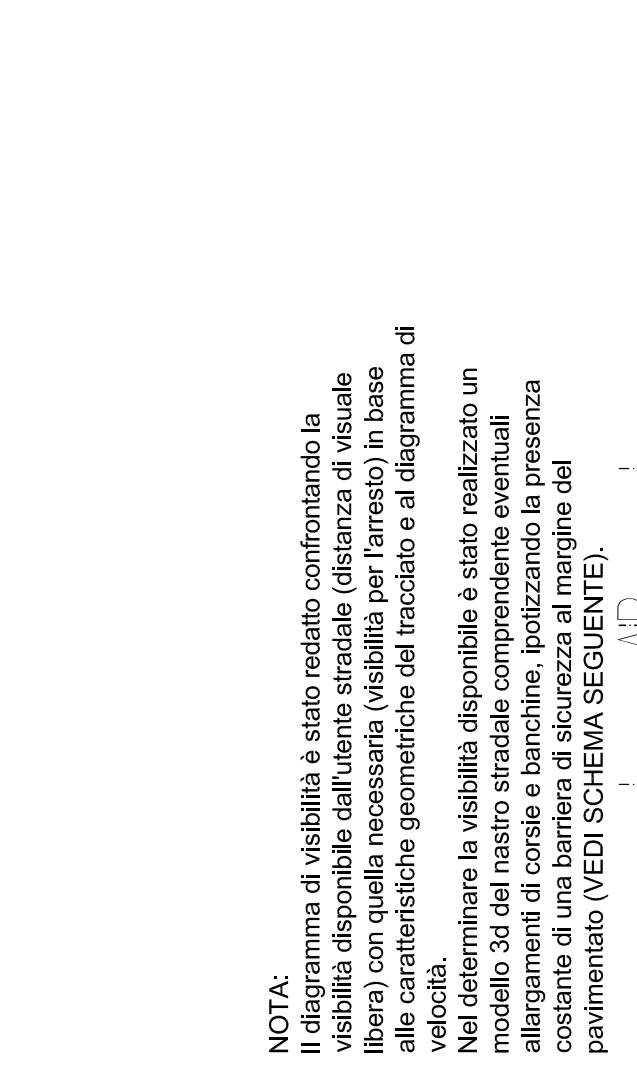 NOTA:
Il diagramma di visibilità è stato redatto confrontando la
visibilità disponibile dall'utente stradale (distanza di visuale
libera) con quella necessaria (visibilità per l'arresto) in base
alle caratteristiche geometriche del tracciato e al diagramma di
velocità.
Nel determinare la visibilità disponibile è stato realizzato un
modello 3d del nastro stradale comprendente eventuali
allargamenti di corsie e banchine, ipotizzando la presenza
costante di una barriera di sicurezza al margine del
pavimentato (VEDI SCHEMA SEGUENTE).